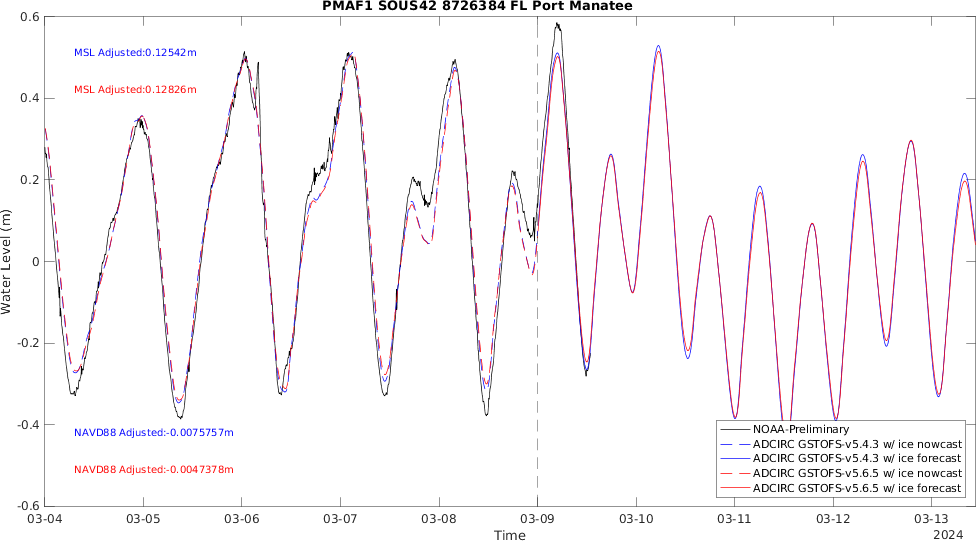 PMAF1 SOUS42 8726384 FL Port Manatee
0.6
0.4
0.2
0
-0.2
-0.4
-0.6
Water Level (m)
MSL Adjusted:0.12542m
MSL Adjusted:0.12826m
NAVD88 Adjusted:-0.0075757m
NAVD88 Adjusted:-0.0047378m
NOAA-Preliminary
ADCIRC GSTOFS-v5.4.3 w/ ice nowcast
ADCIRC GSTOFS-v5.4.3 w/ ice forecast
ADCIRC GSTOFS-v5.6.5 w/ ice nowcast
ADCIRC GSTOFS-v5.6.5 w/ ice forecast
03-04 03-05 03-06 03-07 03-08 03-09 03-10 03-11 03-12 03-13
Time
2024